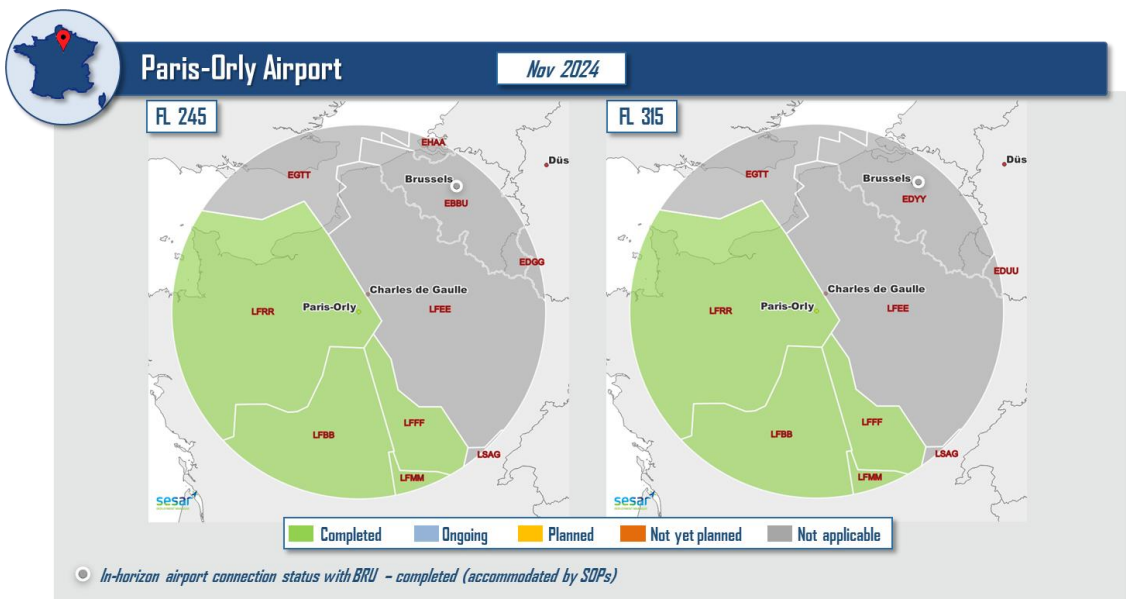 Paris-Orly Airport
Nov 2024
FL 245
EHAA
EGTT
Brussels
Düs
EBBU
EDGG
Charles de Gaulle
Paris-Orly
LFRR
LFEE
LFFF
LFBB
LSAG
LFMM
sesar
FL 315
EGTT
Brussels
Düs
EDYY
EDUU
Charles de Gaulle
Paris-Orly
LFRR
LFEE
LFFF
LFBB
LSAG
LFMM
sesar
Completed
Ongoing
Planned
Not yet planned
Not applicable
In-horizon airport connection status with BRU – completed (accommodated by SOPs)